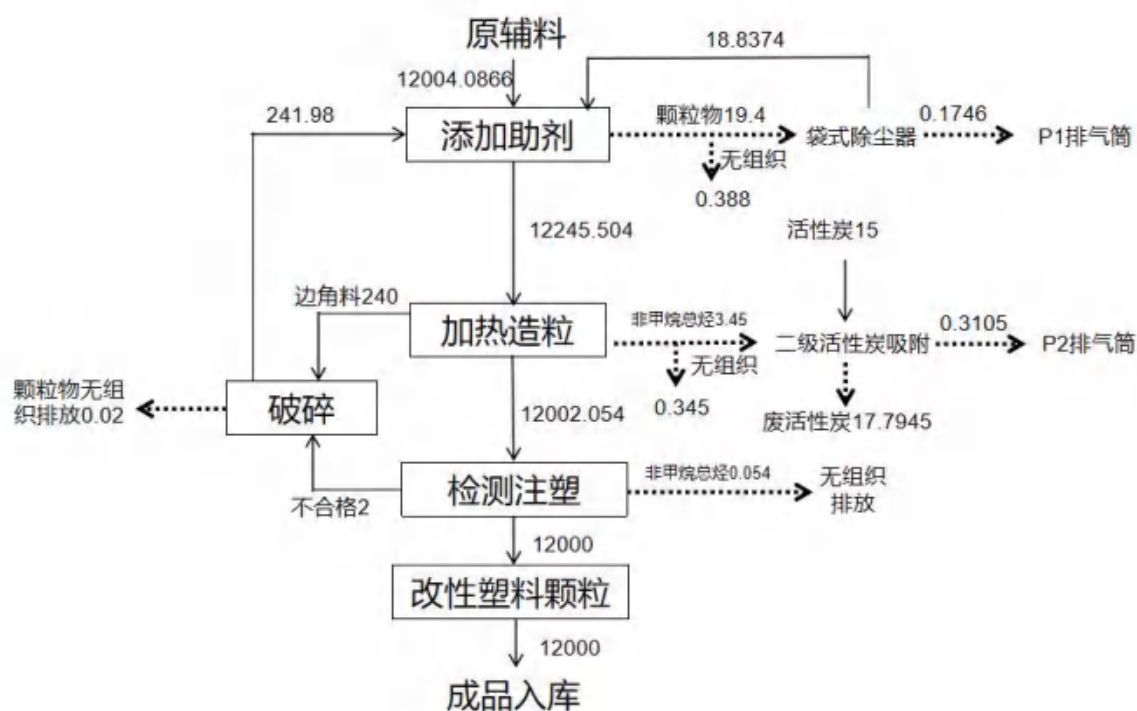 原辅料
18.8374
12004.0866
241.98
颗粒物19.4
0.1746
添加助剂
袋式除尘器
P1排气筒
无组织
0.388
12245.504
活性炭15
边角料240
加热造粒
非甲烷总烃3.45
0.3105
二级活性炭吸附
P2排气筒
无组织
颗粒物无组
织排放0.02
破碎
12002.054
0.345
废活性炭17.7945
检测注塑
非甲烷总烃0.054
无组织
排放
不合格2
12000
改性塑料颗粒
12000
成品入库